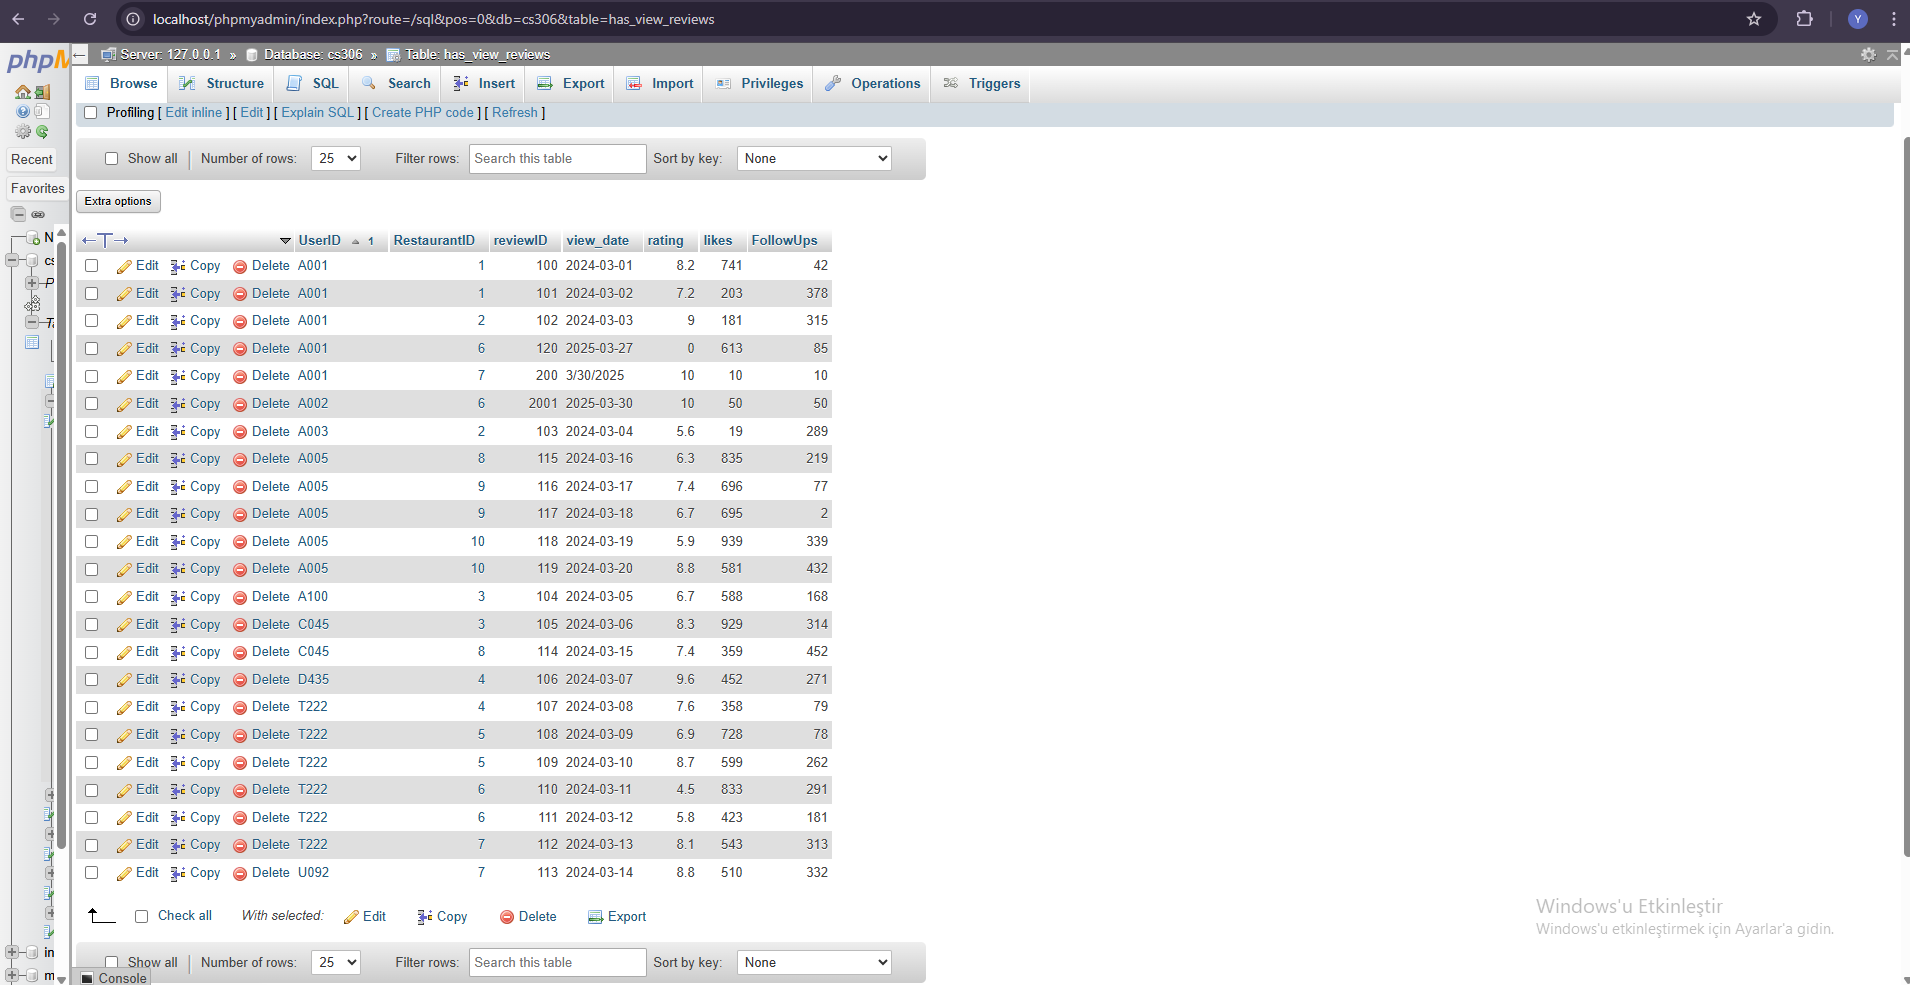 localhost/phpmyadmin/index.php?route=/sql&pos=0&db=cs306&table=has_view_reviews
Y
phpM
Server: 127.0.0.1 » Database: cs306 » Table: has_view_reviews
Browse Structure SQL Search Insert Export Import Privileges Operations Triggers
Profiling [ Edit inline ] [ Edit ] [ Explain SQL ] [ Create PHP code ] [ Refresh ]
Recent
Favorites
Show all Number of rows: 25 Filter rows: Search this table Sort by key: None
Extra options
UserID 1 RestaurantID reviewID view_date rating likes FollowUps
Edit Copy Delete A001 1 100 2024-03-01 8.2 741 42
Edit Copy Delete A001 1 101 2024-03-02 7.2 203 378
Edit Copy Delete A001 2 102 2024-03-03 9 181 315
Edit Copy Delete A001 6 120 2025-03-27 0 613 85
Edit Copy Delete A001 7 200 3/30/2025 10 10 10
Edit Copy Delete A002 6 2001 2025-03-30 10 50 50
Edit Copy Delete A003 2 103 2024-03-04 5.6 19 289
Edit Copy Delete A005 8 115 2024-03-16 6.3 835 219
Edit Copy Delete A005 9 116 2024-03-17 7.4 696 77
Edit Copy Delete A005 9 117 2024-03-18 6.7 695 2
Edit Copy Delete A005 10 118 2024-03-19 5.9 939 339
Edit Copy Delete A005 10 119 2024-03-20 8.8 581 432
Edit Copy Delete A100 3 104 2024-03-05 6.7 588 168
Edit Copy Delete C045 3 105 2024-03-06 8.3 929 314
Edit Copy Delete C045 8 114 2024-03-15 7.4 359 452
Edit Copy Delete D435 4 106 2024-03-07 9.6 452 271
Edit Copy Delete T222 4 107 2024-03-08 7.6 358 79
Edit Copy Delete T222 5 108 2024-03-09 6.9 728 78
Edit Copy Delete T222 5 109 2024-03-10 8.7 599 262
Edit Copy Delete T222 6 110 2024-03-11 4.5 833 291
Edit Copy Delete T222 6 111 2024-03-12 5.8 423 181
Edit Copy Delete T222 7 112 2024-03-13 8.1 543 313
Edit Copy Delete U092 7 113 2024-03-14 8.8 510 332
Check all With selected: Edit Copy Delete Export
Show all Number of rows: 25 Filter rows: Search this table Sort by key: None
Console
Windows'u Etkinleştir
Windows'u etkinleştirmek için Ayarlar'a gidin.